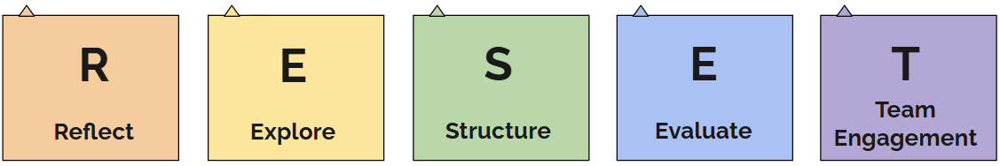 R E S E T
Reflect Explore Structure Evaluate Team
Engagement